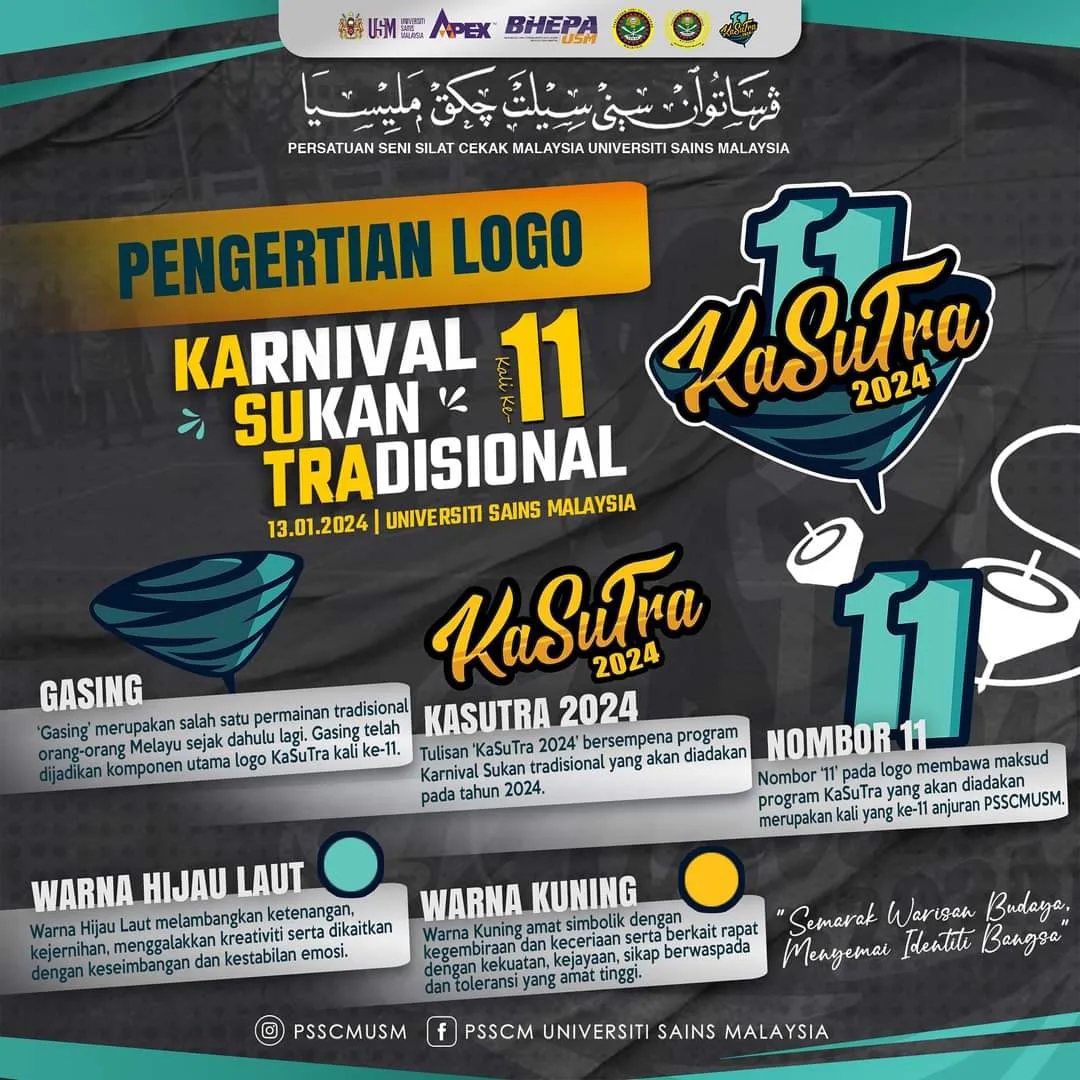 USM
UNIVERSITI
SAINS
MALAYSIA
APEX™
BHEPA
USM
KaSuTra
ڤرساتوان سني سيلت چكق مليسيا
PERSATUAN SENI SILAT CEKAK MALAYSIA UNIVERSITI SAINS MALAYSIA
PENGERTIAN LOGO
11
KaSuTra
2024
KARNIVAL
SUKAN
TRADISIONAL
Kali Ke-
11
13.01.2024 | UNIVERSITI SAINS MALAYSIA
GASING
'Gasing' merupakan salah satu permainan tradisional
orang-orang Melayu sejak dahulu lagi. Gasing telah
dijadikan komponen utama logo KaSuTra kali ke-11.
KaSuTra
2024
KASUTRA 2024
Tulisan 'KaSuTra 2024' bersempena program
Karnival Sukan tradisional yang akan diadakan
pada tahun 2024.
11
NOMBOR 11
Nombor '11' pada logo membawa maksud
program KaSuTra yang akan diadakan
merupakan kali yang ke-11 anjuran PSSCMUSM.
WARNA HIJAU LAUT
Warna Hijau Laut melambangkan ketenangan,
kejernihan, menggalakkan kreativiti serta dikaitkan
dengan keseimbangan dan kestabilan emosi.
WARNA KUNING
Warna Kuning amat simbolik dengan
kegembiraan dan keceriaan serta berkait rapat
dengan kekuatan, kejayaan, sikap berwaspada
dan toleransi yang amat tinggi.
"Semarak Warisan Budaya,
Menyemai Identiti Bangsa"
PSSCMUSM
PSSCM UNIVERSITI SAINS MALAYSIA